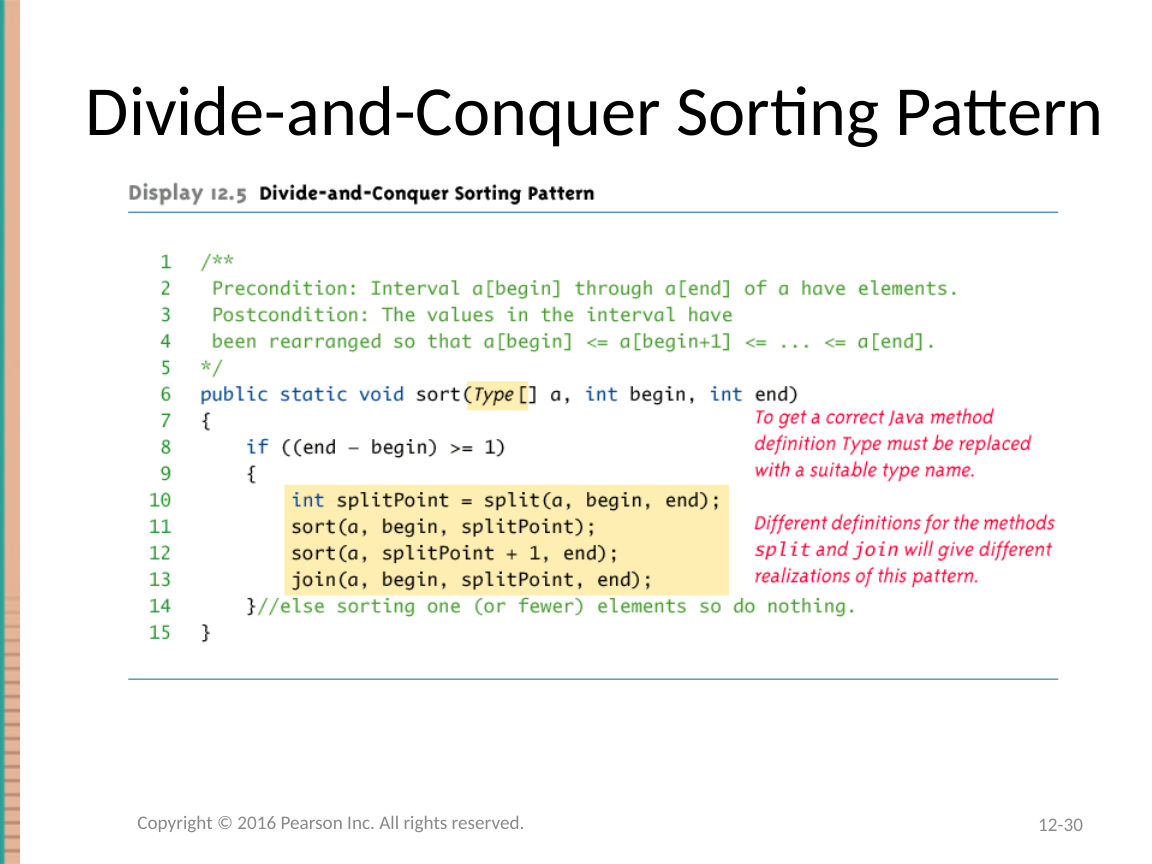 Divide-and-Conquer Sorting Pattern
Display 12.5 Divide-and-Conquer Sorting Pattern
1 /**
2 Precondition: Interval a[begin] through a[end] of a have elements.
3 Postcondition: The values in the interval have
4 been rearranged so that a[begin] <= a[begin+1] <= ... <= a[end].
5 */
6 public static void sort(Type[] a, int begin, int end)
7 {
To get a correct Java method
8 if ((end – begin) >= 1)
definition Type must be replaced
9 {
with a suitable type name.
10 int splitPoint = split(a, begin, end);
11 sort(a, begin, splitPoint);
Different definitions for the methods
12 sort(a, splitPoint + 1, end);
split and join will give different
13 join(a, begin, splitPoint, end);
realizations of this pattern.
14 }//else sorting one (or fewer) elements so do nothing.
15 }
Copyright © 2016 Pearson Inc. All rights reserved.
12-30